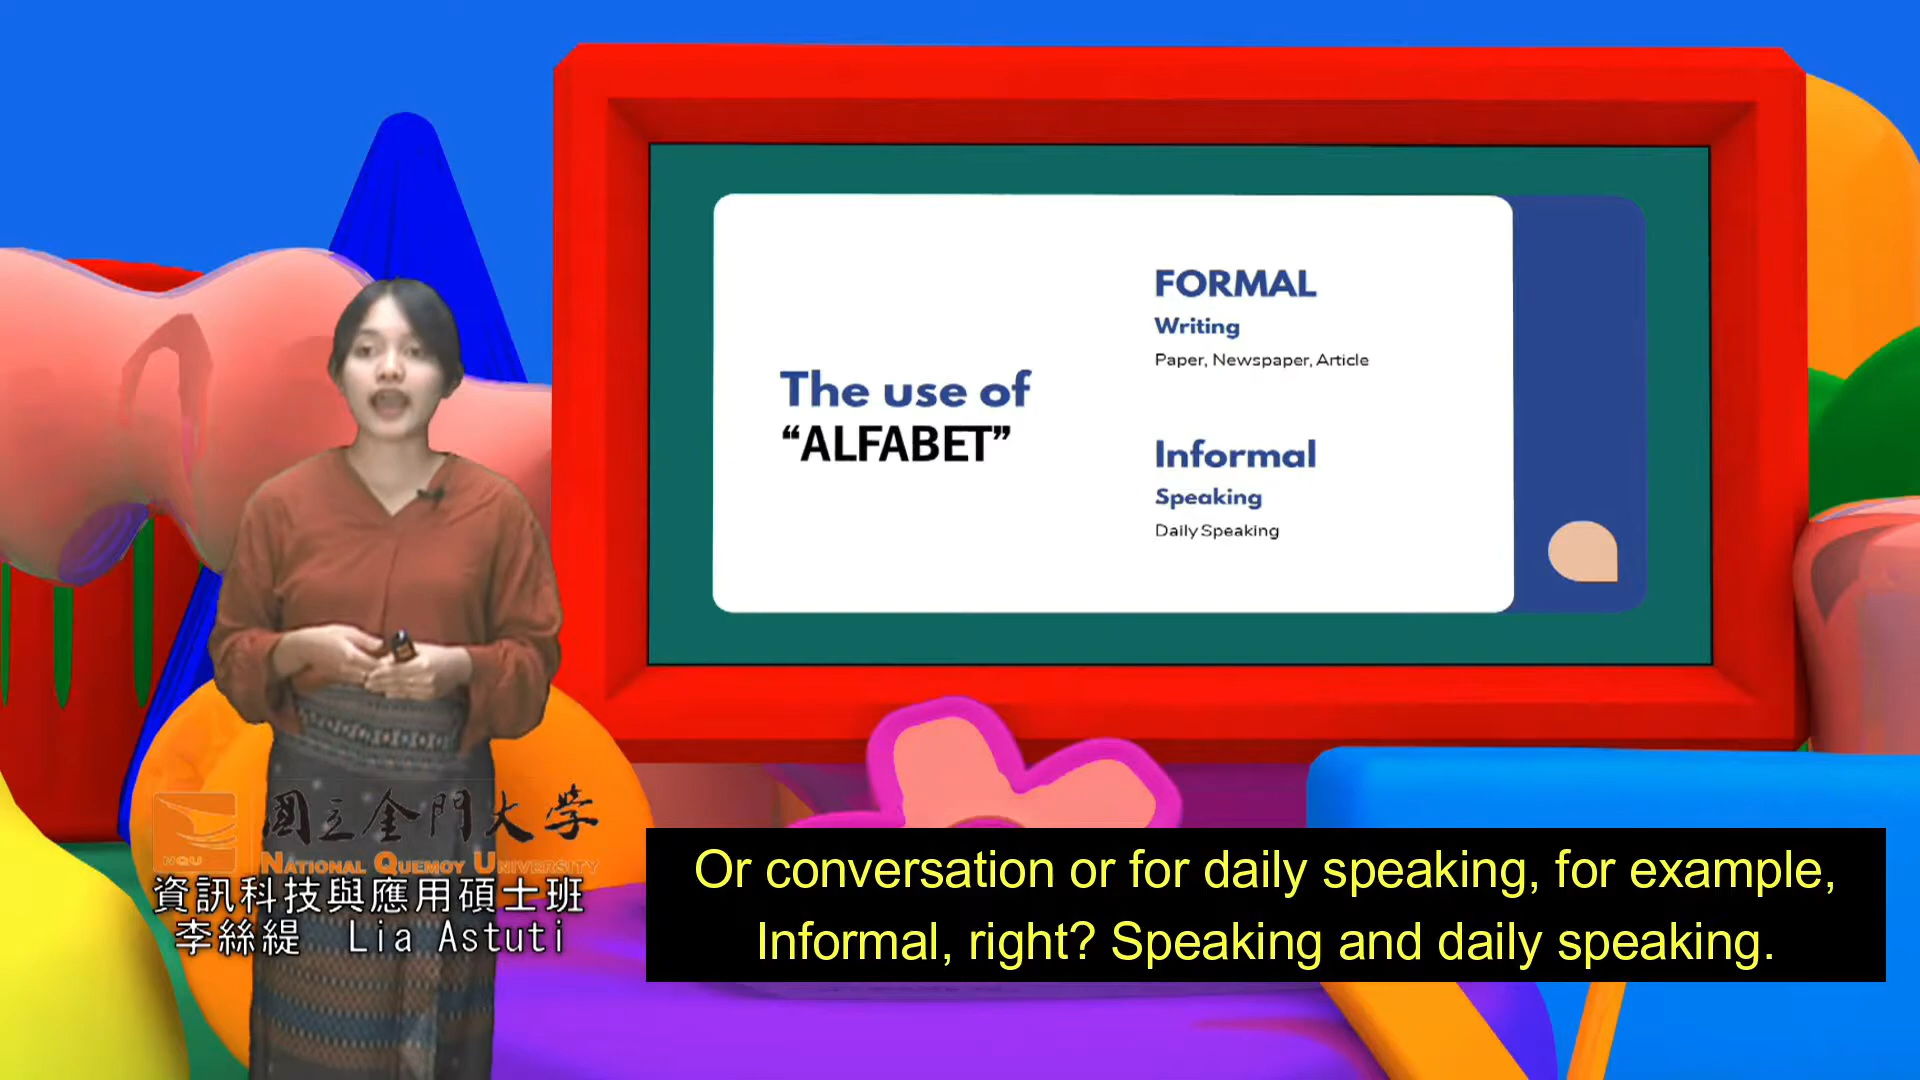 The use of
“ALFABET”
FORMAL
Writing
Paper, Newspaper, Article
Informal
Speaking
Daily Speaking
NQU
國立金門大學
NATIONAL QUEMOY UNIVERSITY
資訊科技與應用碩士班
李絲緹 Lia Astuti
Or conversation or for daily speaking, for example,
Informal, right? Speaking and daily speaking.